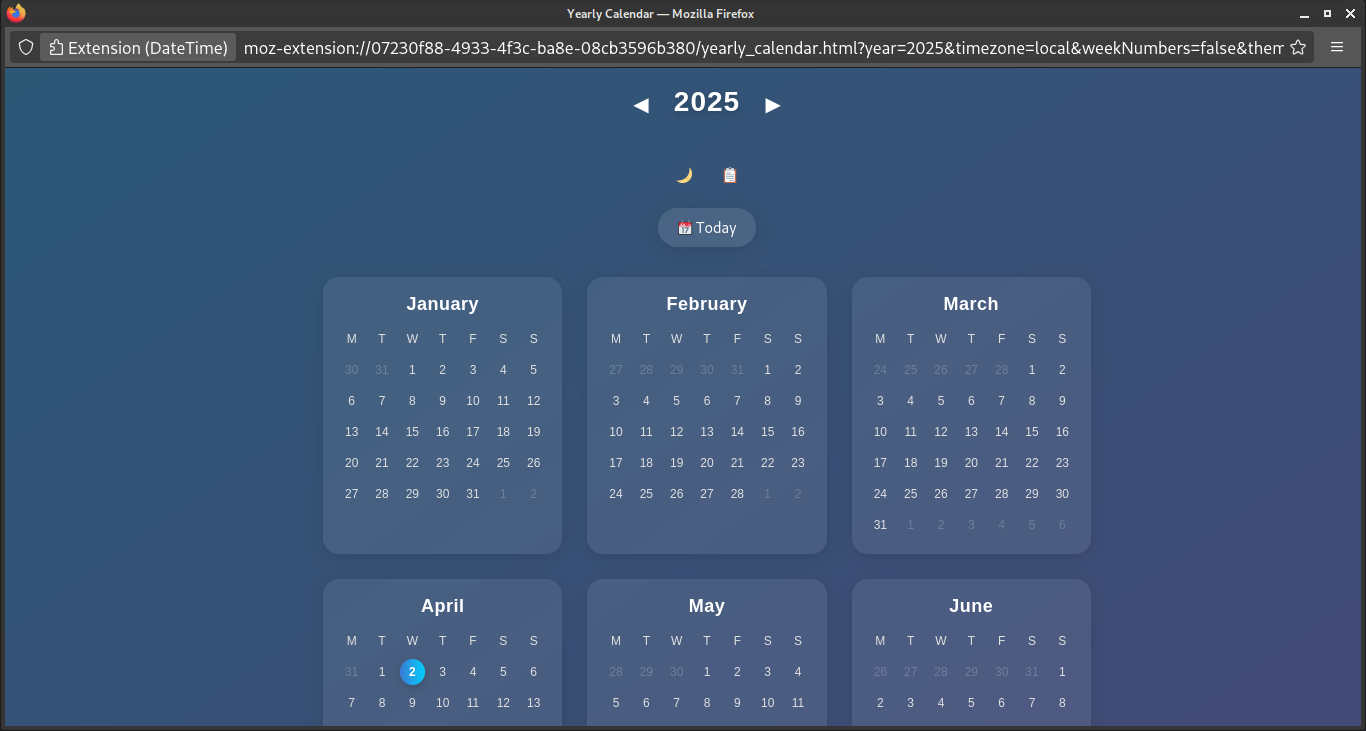 Yearly Calendar — Mozilla Firefox
Extension (DateTime) moz-extension://07230f88-4933-4f3c-ba8e-08cb3596b380/yearly_calendar.html?year=2025&timezone=local&weekNumbers=false&them
◀ 2025 ▶
Today
January
M T W T F S S
30 31 1 2 3 4 5
6 7 8 9 10 11 12
13 14 15 16 17 18 19
20 21 22 23 24 25 26
27 28 29 30 31 1 2
February
M T W T F S S
27 28 29 30 31 1 2
3 4 5 6 7 8 9
10 11 12 13 14 15 16
17 18 19 20 21 22 23
24 25 26 27 28 1 2
March
M T W T F S S
24 25 26 27 28 1 2
3 4 5 6 7 8 9
10 11 12 13 14 15 16
17 18 19 20 21 22 23
24 25 26 27 28 29 30
31 1 2 3 4 5 6
April
M T W T F S S
31 1 2 3 4 5 6
7 8 9 10 11 12 13
May
M T W T F S S
28 29 30 1 2 3 4
5 6 7 8 9 10 11
June
M T W T F S S
26 27 28 29 30 31 1
2 3 4 5 6 7 8